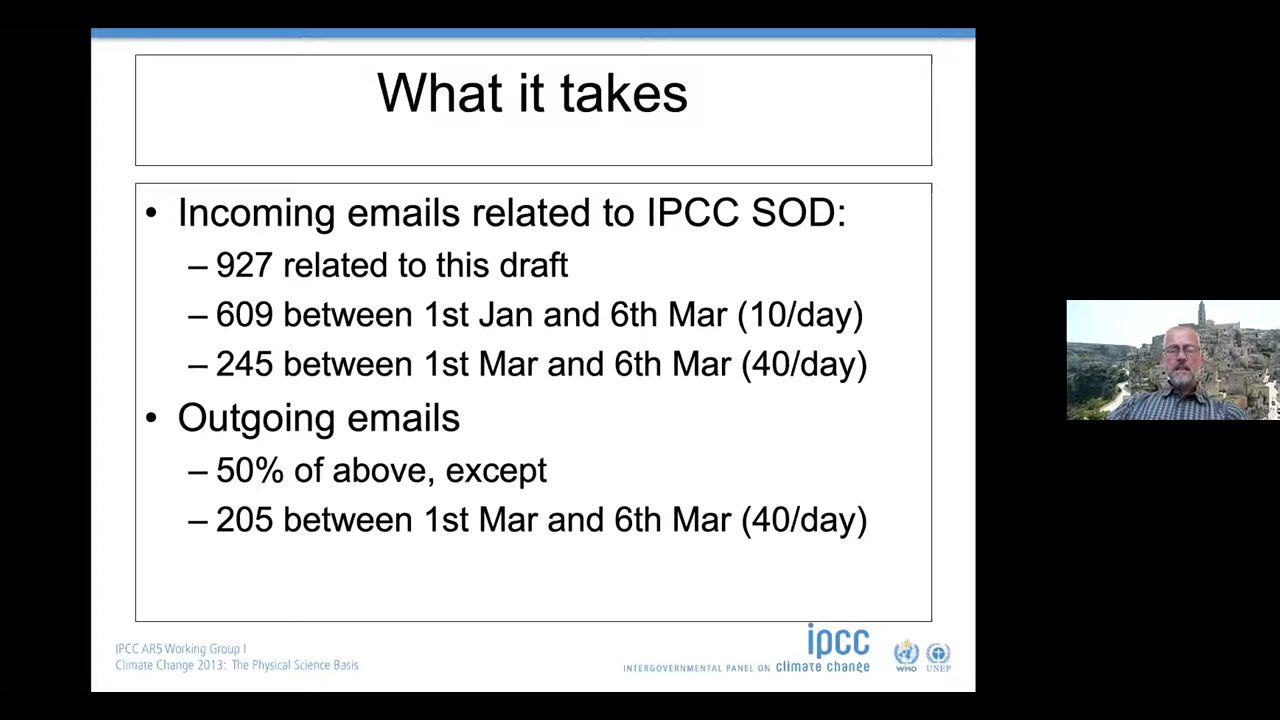 What it takes
• Incoming emails related to IPCC SOD:
– 927 related to this draft
– 609 between 1st Jan and 6th Mar (10/day)
– 245 between 1st Mar and 6th Mar (40/day)
• Outgoing emails
– 50% of above, except
– 205 between 1st Mar and 6th Mar (40/day)
IPCC AR5 Working Group I
Climate Change 2013: The Physical Science Basis
ipcc
INTERGOVERNMENTAL PANEL ON climate change
WMO
UNEP